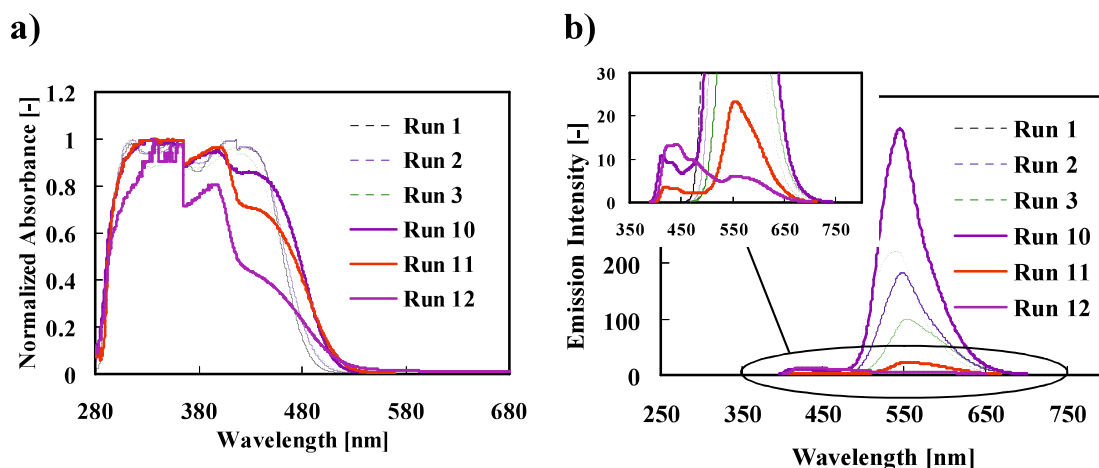 a)
1.2
1
0.8
0.6
0.4
0.2
0
Normalized Absorbance [-]
280 380 480 580 680
Wavelength [nm]
Run 1
Run 2
Run 3
Run 10
Run 11
Run 12
b)
30
20
10
0
350 450 550 650 750
Run 1
Run 2
Run 3
Run 10
Run 11
Run 12
200
100
0
Emission Intensity [-]
250 350 450 550 650
Wavelength [nm]